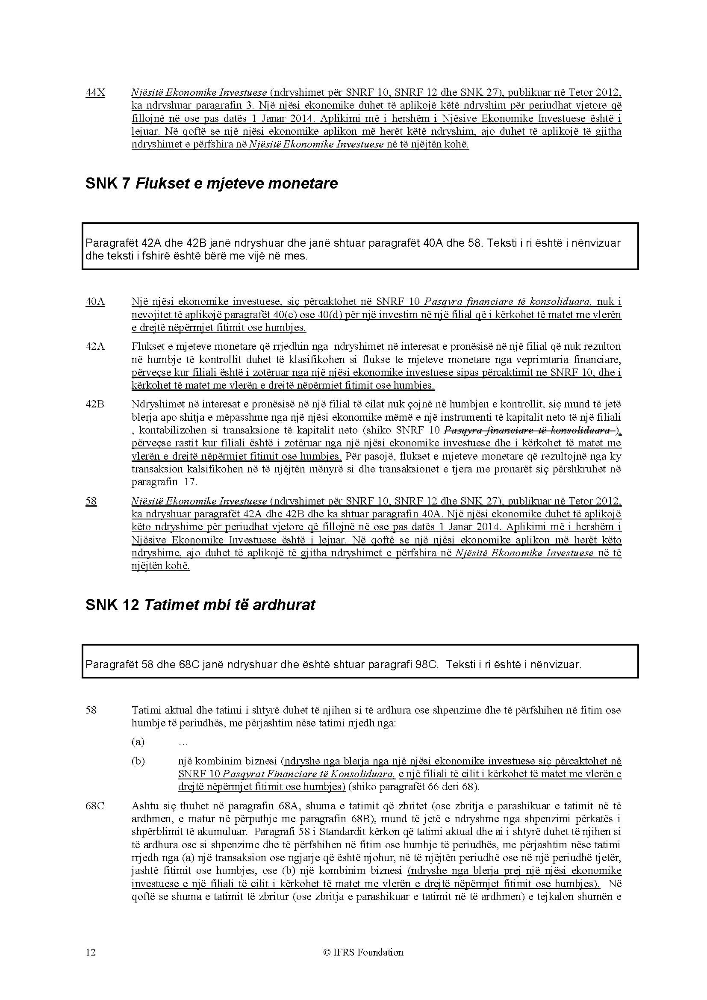 44X Njësitë Ekonomike Investuese (ndryshimet për SNRF 10, SNRF 12 dhe SNK 27), publikuar në Tetor 2012,
ka ndryshuar paragrafin 3. Një njësi ekonomike duhet të aplikojë këtë ndryshim për periudhat vjetore që
fillojnë në ose pas datës 1 Janar 2014. Aplikimi më i hershëm i Njësive Ekonomike Investuese është i
lejuar. Në qoftë se një njësi ekonomike aplikon më herët këtë ndryshim, ajo duhet të aplikojë të gjitha
ndryshimet e përfshira në Njësitë Ekonomike Investuese në të njëjtën kohë.
SNK 7 Flukset e mjeteve monetare
Paragrafët 42A dhe 42B janë ndryshuar dhe janë shtuar paragrafët 40A dhe 58. Teksti i ri është i nënvizuar
dhe teksti i fshirë është bërë me vijë në mes.
40A Një njësi ekonomike investuese, siç përcaktohet në SNRF 10 Pasqyra financiare të konsoliduara, nuk i
nevojitet të aplikojë paragrafët 40(c) ose 40(d) për një investim në një filial që i kërkohet të matet me vlerën
e drejtë nëpërmjet fitimit ose humbjes.
42A Flukset e mjeteve monetare që rrjedhin nga ndryshimet në interesat e pronësisë në një filial që nuk rezulton
në humbje të kontrollit duhet të klasifikohen si flukse te mjeteve monetare nga veprimtaria financiare,
përveçse kur filiali është i zotëruar nga një njësi ekonomike investuese sipas përcaktimit ne SNRF 10, dhe i
kërkohet të matet me vlerën e drejtë nëpërmjet fitimit ose humbjes.
42B Ndryshimet në interesat e pronësisë në një filial të cilat nuk çojnë në humbjen e kontrollit, siç mund të jetë
blerja apo shitja e mëpasshme nga një njësi ekonomike mëmë e një instrumenti të kapitalit neto të një filiali
, kontabilizohen si transaksione të kapitalit neto (shiko SNRF 10 Pasqyra financiare të konsoliduara ),
përveçse rastit kur filiali është i zotëruar nga një njësi ekonomike investuese dhe i kërkohet të matet me
vlerën e drejtë nëpërmjet fitimit ose humbjes. Për pasojë, flukset e mjeteve monetare që rezultojnë nga ky
transaksion kalsifikohen në të njëjtën mënyrë si dhe transaksionet e tjera me pronarët siç përshkruhet në
paragrafin 17.
58 Njësitë Ekonomike Investuese (ndryshimet për SNRF 10, SNRF 12 dhe SNK 27), publikuar në Tetor 2012,
ka ndryshuar paragrafët 42A dhe 42B dhe ka shtuar paragrafin 40A. Një njësi ekonomike duhet të aplikojë
këto ndryshime për periudhat vjetore që fillojnë në ose pas datës 1 Janar 2014. Aplikimi më i hershëm i
Njësive Ekonomike Investuese është i lejuar. Në qoftë se një njësi ekonomike aplikon më herët këto
ndryshime, ajo duhet të aplikojë të gjitha ndryshimet e përfshira në Njësitë Ekonomike Investuese në të
njëjtën kohë.
SNK 12 Tatimet mbi të ardhurat
Paragrafët 58 dhe 68C janë ndryshuar dhe është shtuar paragrafi 98C. Teksti i ri është i nënvizuar.
58 Tatimi aktual dhe tatimi i shtyrë duhet të njihen si të ardhura ose shpenzime dhe të përfshihen në fitim ose
humbje të periudhës, me përjashtim nëse tatimi rrjedh nga:
(a) …
(b) një kombinim biznesi (ndryshe nga blerja nga një njësi ekonomike investuese siç përcaktohet në
SNRF 10 Pasqyrat Financiare të Konsoliduara, e një filiali të cilit i kërkohet të matet me vlerën e
drejtë nëpërmjet fitimit ose humbjes) (shiko paragrafët 66 deri 68).
68C Ashtu siç thuhet në paragrafin 68A, shuma e tatimit që zbritet (ose zbritja e parashikuar e tatimit në të
ardhmen, e matur në përputhje me paragrafin 68B), mund të jetë e ndryshme nga shpenzimi përkatës i
shpërblimit të akumuluar. Paragrafi 58 i Standardit kërkon që tatimi aktual dhe ai i shtyrë duhet të njihen si
të ardhura ose si shpenzime dhe të përfshihen në fitim ose humbje të periudhës, me përjashtim nëse tatimi
rrjedh nga (a) një transaksion ose ngjarje që është njohur, në të njëjtën periudhë ose në një periudhë tjetër,
jashtë fitimit ose humbjes, ose (b) një kombinim biznesi (ndryshe nga blerja prej një njësi ekonomike
investuese e një filiali të cilit i kërkohet të matet me vlerën e drejtë nëpërmjet fitimit ose humbjes). Në
qoftë se shuma e tatimit të zbritur (ose zbritja e parashikuar e tatimit në të ardhmen) e tejkalon shumën e
12 © IFRS Foundation